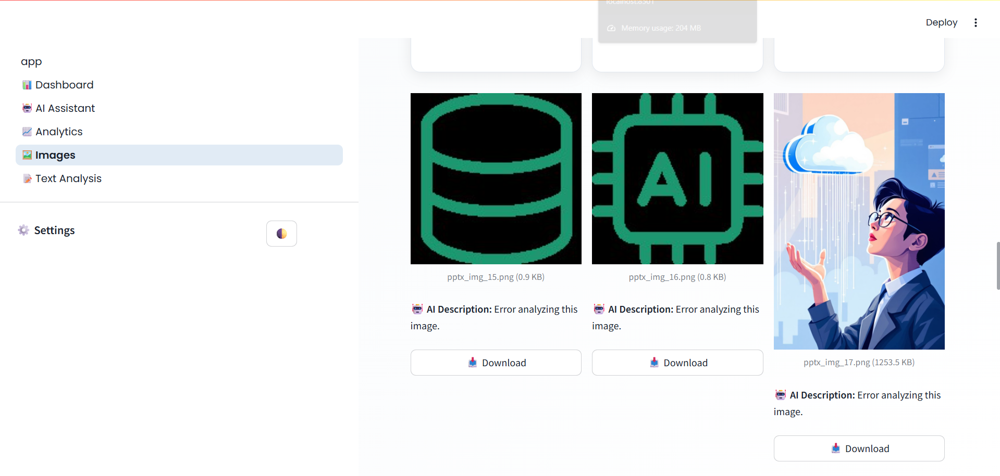 localhost:8501
Memory usage: 204 MB
Deploy
app
Dashboard
AI Assistant
Analytics
Images
Text Analysis
Settings
AI
pptx_img_15.png (0.9 KB)
AI Description: Error analyzing this
image.
Download
pptx_img_16.png (0.8 KB)
AI Description: Error analyzing this
image.
Download
pptx_img_17.png (1253.5 KB)
AI Description: Error analyzing this
image.
Download